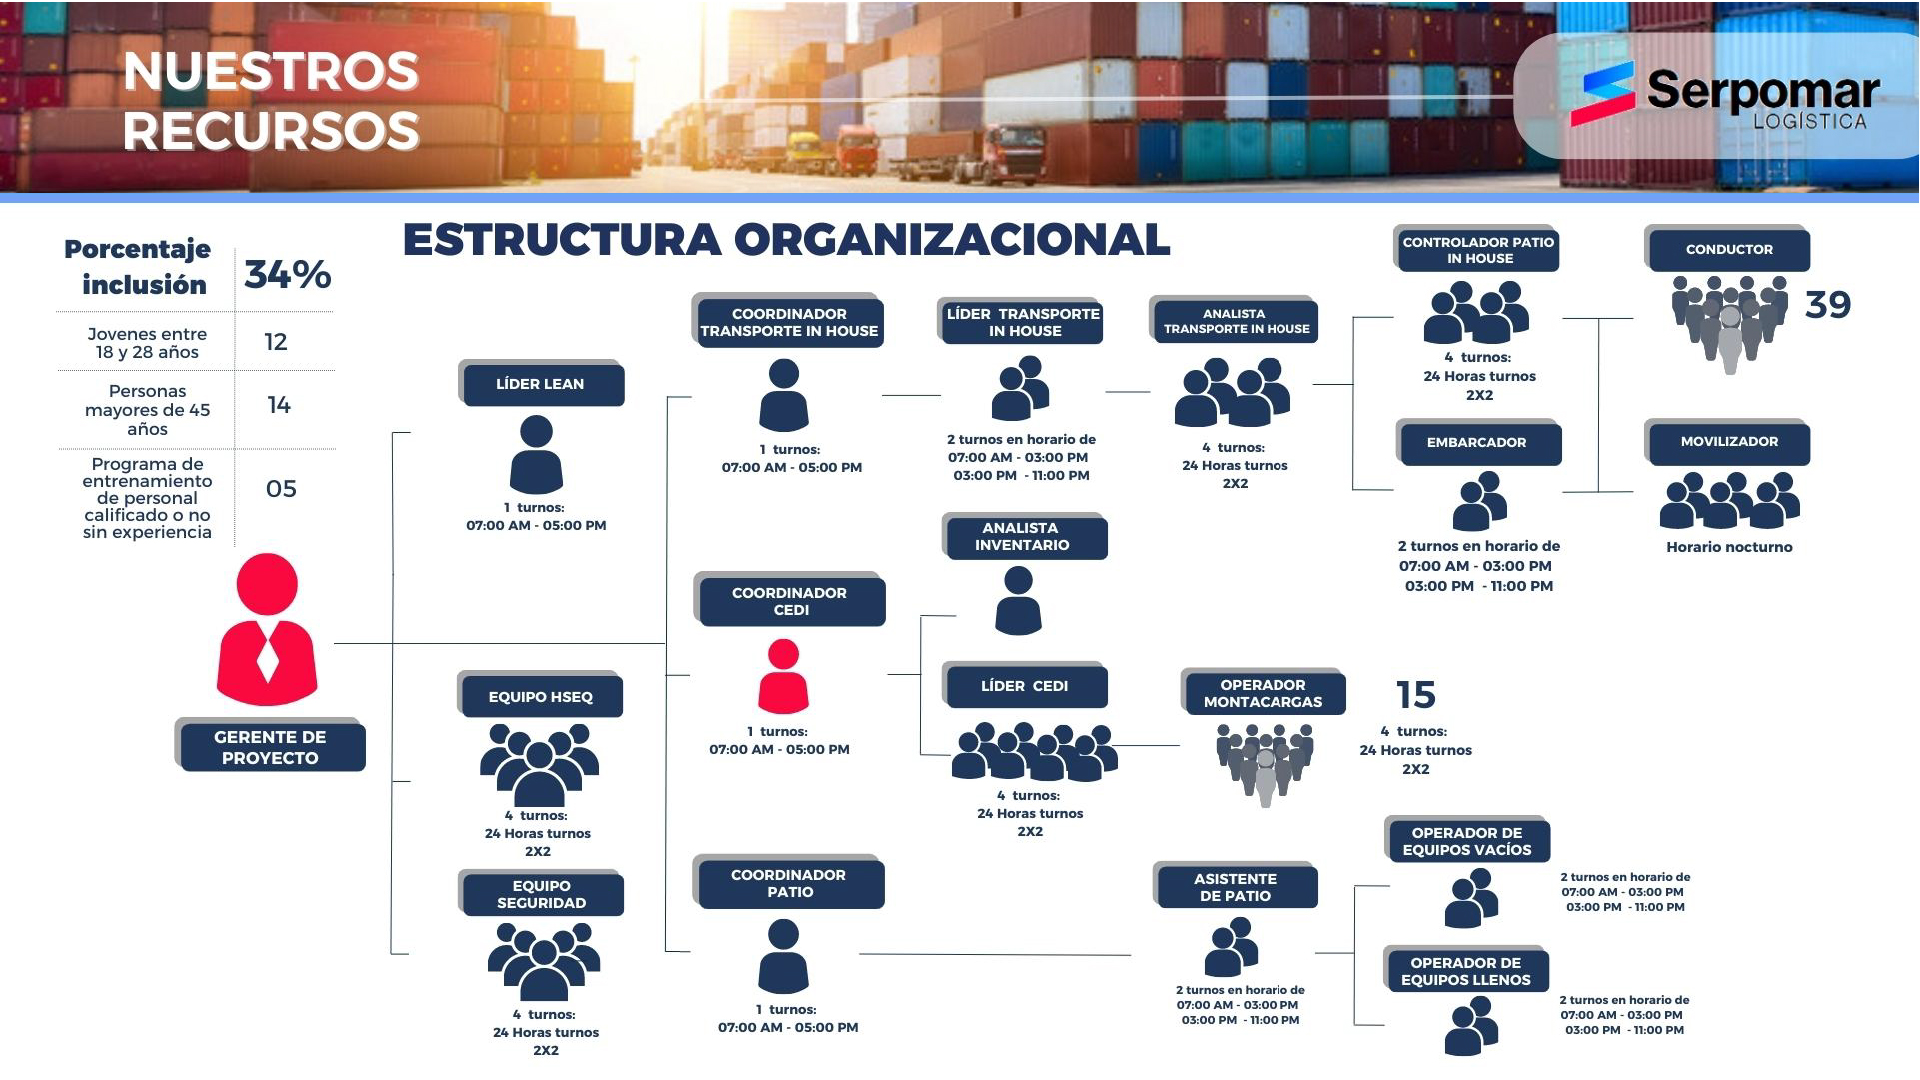 NUESTROS
RECURSOS
Serpomar
LOGÍSTICA
ESTRUCTURA ORGANIZACIONAL
Porcentaje
inclusión
34%
Jovenes entre
18 y 28 años
12
Personas
mayores de 45
años
14
Programa de
entrenamiento
de personal
calificado o no
sin experiencia
05
GERENTE DE
PROYECTO
LÍDER LEAN
1 turnos:
07:00 AM - 05:00 PM
EQUIPO HSEQ
4 turnos:
24 Horas turnos
2X2
EQUIPO
SEGURIDAD
4 turnos:
24 Horas turnos
2X2
COORDINADOR
TRANSPORTE IN HOUSE
1 turnos:
07:00 AM - 05:00 PM
LÍDER TRANSPORTE
IN HOUSE
2 turnos en horario de
07:00 AM - 03:00 PM
03:00 PM - 11:00 PM
ANALISTA
TRANSPORTE IN HOUSE
4 turnos:
24 Horas turnos
2X2
CONTROLADOR PATIO
IN HOUSE
4 turnos:
24 Horas turnos
2X2
CONDUCTOR
39
EMBARCADOR
2 turnos en horario de
07:00 AM - 03:00 PM
03:00 PM - 11:00 PM
MOVILIZADOR
Horario nocturno
COORDINADOR
CEDI
1 turnos:
07:00 AM - 05:00 PM
ANALISTA
INVENTARIO
LÍDER CEDI
4 turnos:
24 Horas turnos
2X2
OPERADOR
MONTACARGAS
15
4 turnos:
24 Horas turnos
2X2
COORDINADOR
PATIO
1 turnos:
07:00 AM - 05:00 PM
ASISTENTE
DE PATIO
2 turnos en horario de
07:00 AM - 03:00 PM
03:00 PM - 11:00 PM
OPERADOR DE
EQUIPOS VACÍOS
2 turnos en horario de
07:00 AM - 03:00 PM
03:00 PM - 11:00 PM
OPERADOR DE
EQUIPOS LLENOS
2 turnos en horario de
07:00 AM - 03:00 PM
03:00 PM - 11:00 PM